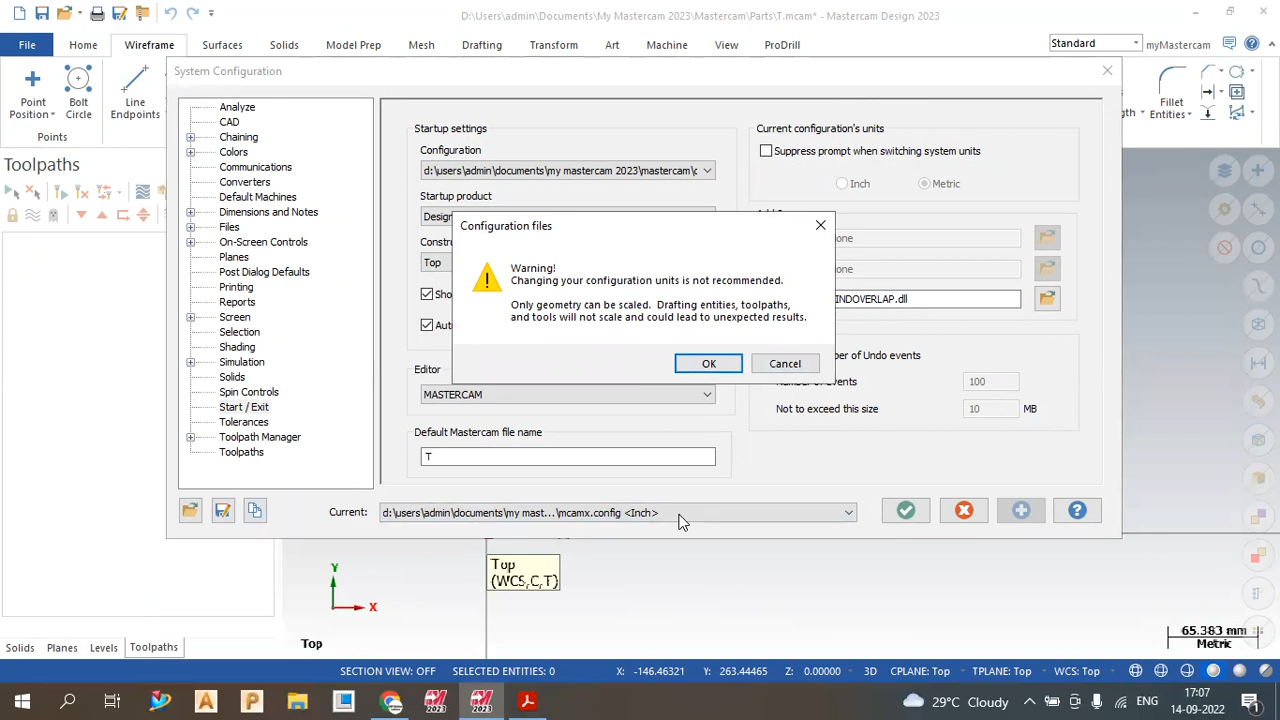 D:\Users\admin\Documents\My Mastercam 2023\Mastercam\Parts\T.mcam* - Mastercam Design 2023
File Home Wireframe Surfaces Solids Model Prep Mesh Drafting Transform Art Machine View ProDrill Standard myMastercam
Point Position
Bolt Circle
Line Endpoints
Fillet Entities
Points
System Configuration
Toolpaths
Analyze
CAD
Chaining
Colors
Communications
Converters
Default Machines
Dimensions and Notes
Files
On-Screen Controls
Planes
Post Dialog Defaults
Printing
Reports
Screen
Selection
Shading
Simulation
Solids
Spin Controls
Start / Exit
Tolerances
Toolpath Manager
Toolpaths
Startup settings
Configuration
d:\users\admin\documents\my mastercam 2023\mastercam\c
Startup product
Design
Top
Editor
MASTERCAM
Default Mastercam file name
T
Current configuration's units
Suppress prompt when switching system units
Inch Metric
INDOVERLAP.dll
of Undo events
100
Not to exceed this size 10 MB
Configuration files
Warning!
Changing your configuration units is not recommended.
Only geometry can be scaled. Drafting entities, toolpaths,
and tools will not scale and could lead to unexpected results.
OK Cancel
Current: d:\users\admin\documents\my mast...\mcamx.config <Inch>
Top
(WCS,C,T)
Y
X
Top
65.383 mm
Metric
Solids Planes Levels Toolpaths
SECTION VIEW: OFF SELECTED ENTITIES: 0 X: -146.46321 Y: 263.44465 Z: 0.00000 3D CPLANE: Top TPLANE: Top WCS: Top
29°C Cloudy ENG 17:07
14-09-2022